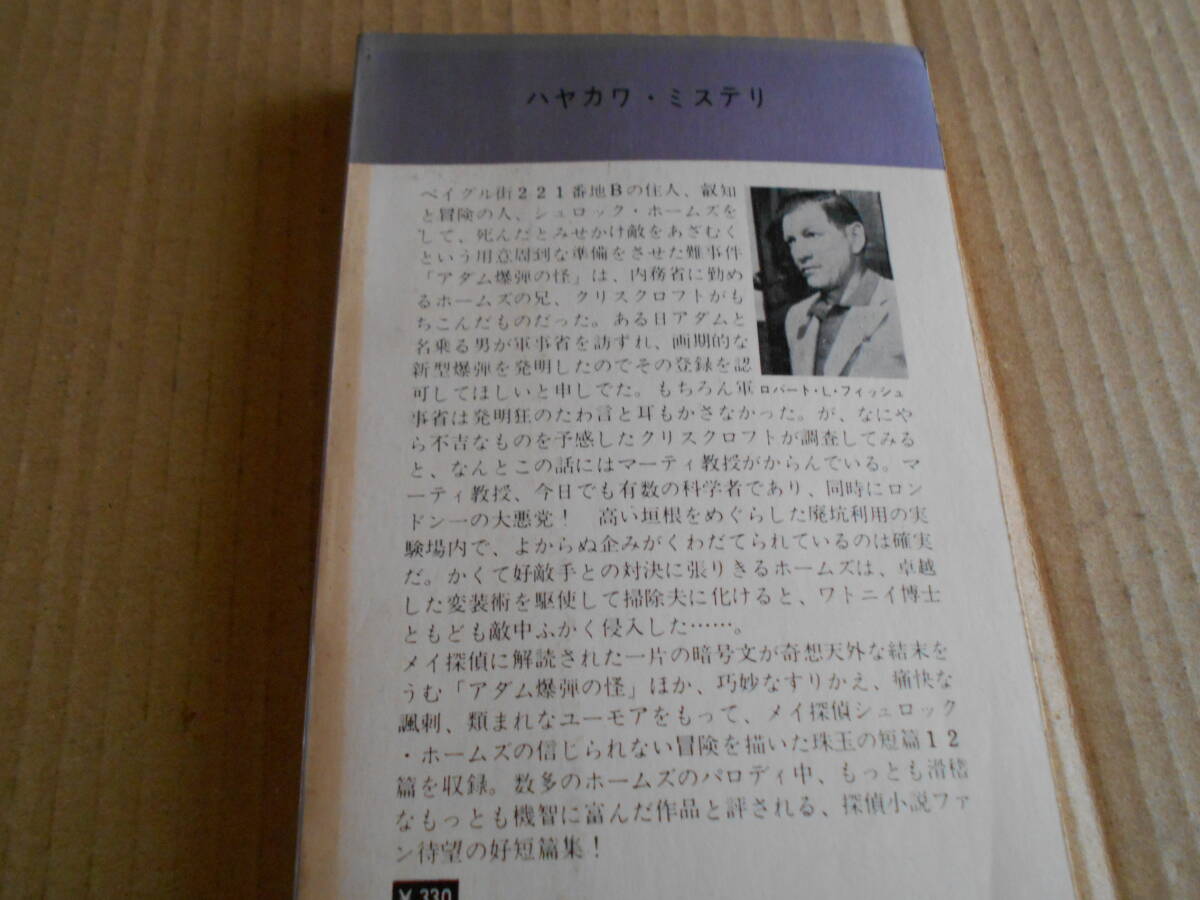 ハヤカワ・ミステリ
ベイグル街221番地Bの住人、叡知
と冒険の人、シュロック・ホームズを
して、死んだとみせかけ敵をあざむく
という用意周到な準備をさせた難事件
「アダム爆弾の怪」は、内務省に勤め
るホームズの兄、クリスクロフトがも
ちこんだものだった。ある日アダムと
名乗る男が軍事省を訪ずれ、画期的な
新型爆弾を発明したのでその登録を認
可してほしいと申しでた。もちろん軍
ロバート・L・フィッシュ
事省は発明狂のたわ言と耳もかさなかった。が、なにや
ら不吉なものを予感したクリスクロフトが調査してみる
と、なんとこの話にはマーティ教授がからんでいる。マ
ーティ教授、今日でも有数の科学者であり、同時にロン
ドン一の大悪党! 高い垣根をめぐらした廃坑利用の実
験場内で、よからぬ企みがくわだてられているのは確実
だ。かくて好敵手との対決に張りきるホームズは、卓越
した変装術を駆使して掃除夫に化けると、ワトニイ博士
ともども敵中ふかく侵入した……。
メイ探偵に解読された一片の暗号文が奇想天外な結末を
うむ「アダム爆弾の怪」ほか、巧妙なすりかえ、痛快な
諷刺、類まれなユーモアをもって、メイ探偵シュロック
・ホームズの信じられない冒険を描いた珠玉の短篇12
篇を収録。数多のホームズのパロディ中、もっとも滑稽
なもっとも機智に富んだ作品と評される、探偵小説ファ
ン待望の好短篇集!
¥330